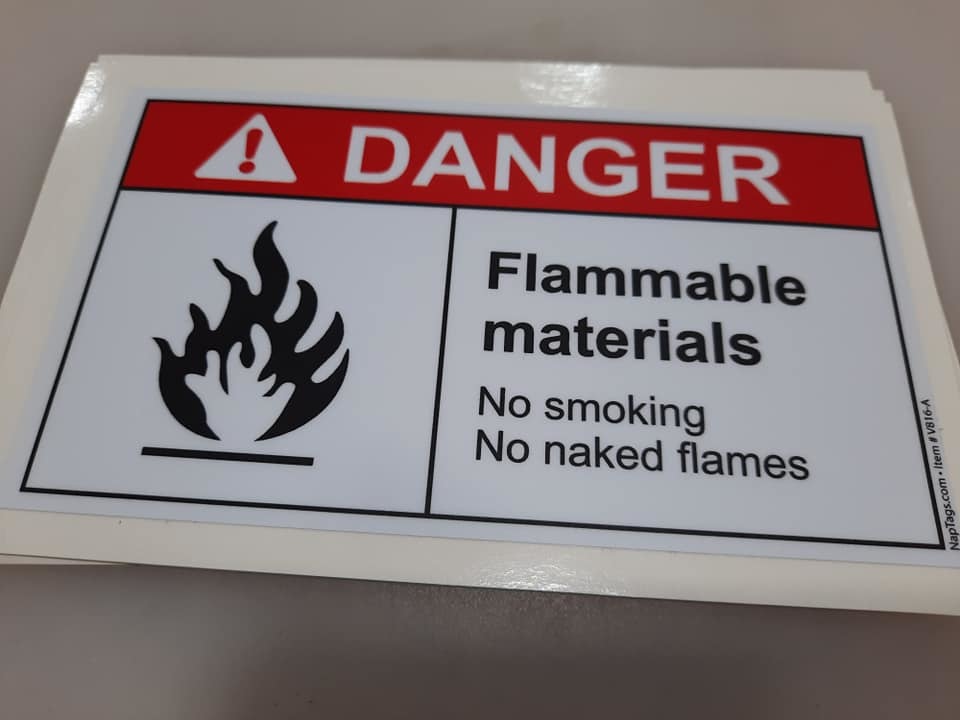 DANGER
Flammable
materials
No smoking
No naked flames
NapTags.com • Item # V816-A